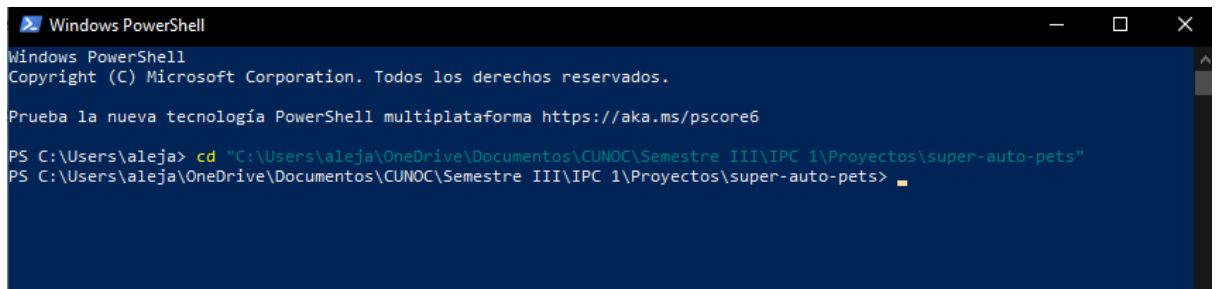 Windows PowerShell
Windows PowerShell
Copyright (C) Microsoft Corporation. Todos los derechos reservados.
Prueba la nueva tecnología PowerShell multiplataforma https://aka.ms/pscore6
PS C:\Users\aleja> cd "C:\Users\aleja\OneDrive\Documentos\CUNOC\Semestre III\IPC 1\Proyectos\super-auto-pets"
PS C:\Users\aleja\OneDrive\Documentos\CUNOC\Semestre III\IPC 1\Proyectos\super-auto-pets>